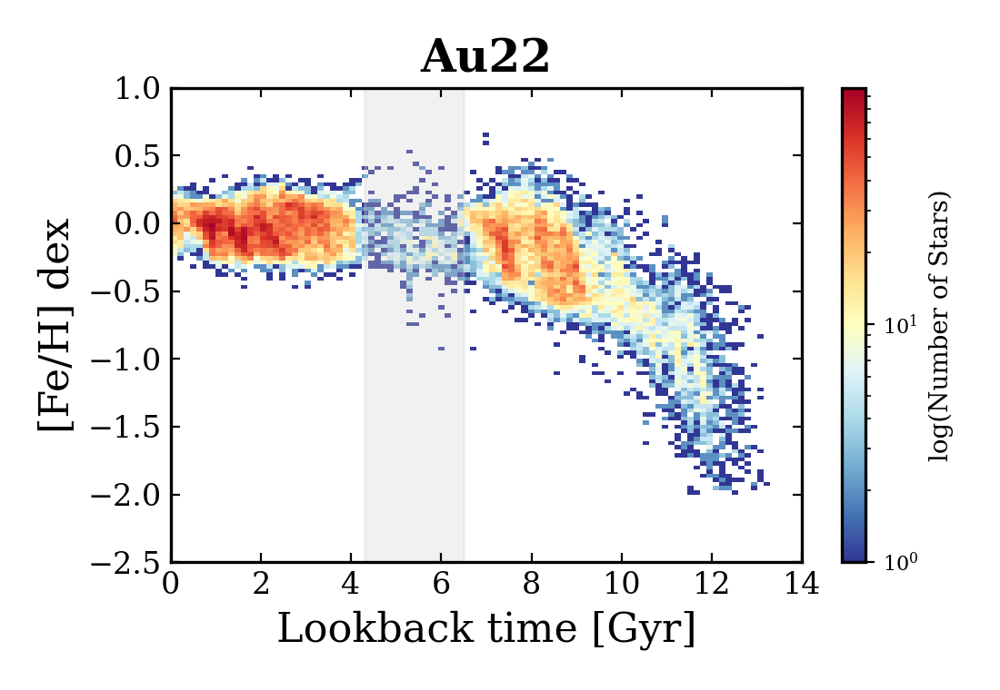 Au22
1.0
0.5
0.0
−0.5
−1.0
−1.5
−2.0
−2.5
[Fe/H] dex
0 2 4 6 8 10 12 14
Lookback time [Gyr]
10¹
10⁰
log(Number of Stars)